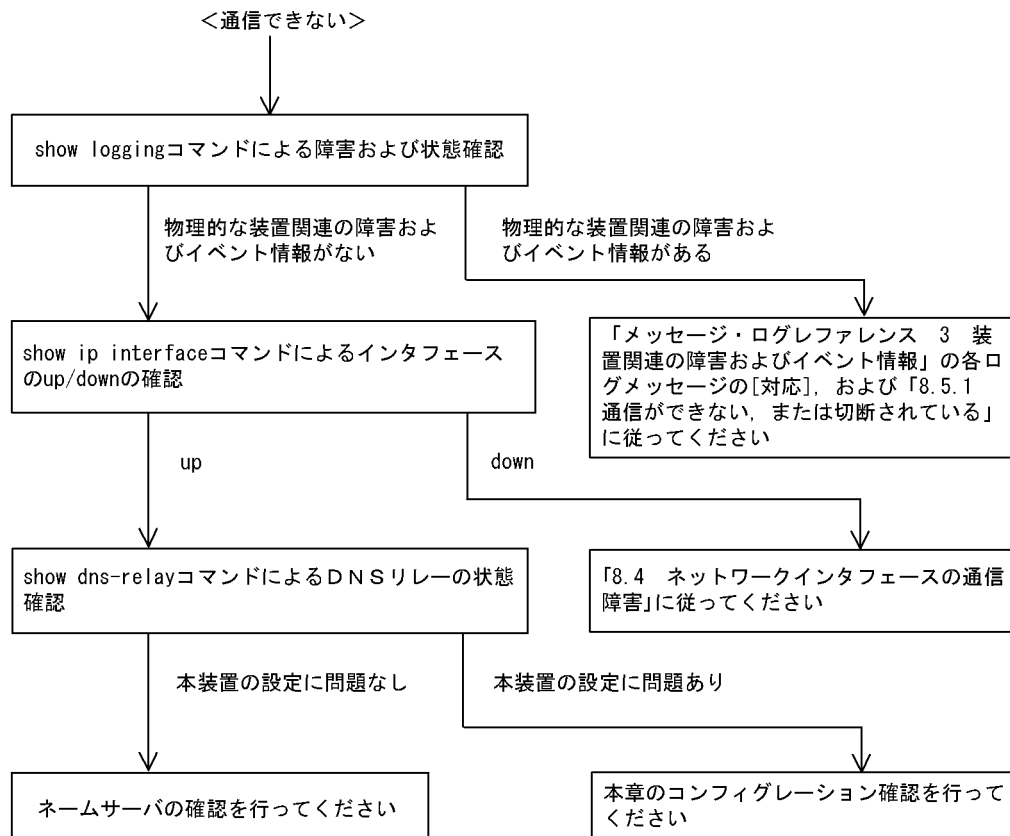 ＜通信できない＞
show loggingコマンドによる障害および状態確認
物理的な装置関連の障害およ
びイベント情報がない
物理的な装置関連の障害およ
びイベント情報がある
show ip interfaceコマンドによるインタフェース
のup/downの確認
「メッセージ・ログレファレンス　3　装
置関連の障害およびイベント情報」の各ロ
グメッセージの[対応]，および「8.5.1
通信ができない，または切断されている」
に従ってください
up
down
show dns-relayコマンドによるＤＮＳリレーの状態
確認
「8.4　ネットワークインタフェースの通信
障害」に従ってください
本装置の設定に問題なし
本装置の設定に問題あり
ネームサーバの確認を行ってください
本章のコンフィグレーション確認を行って
ください